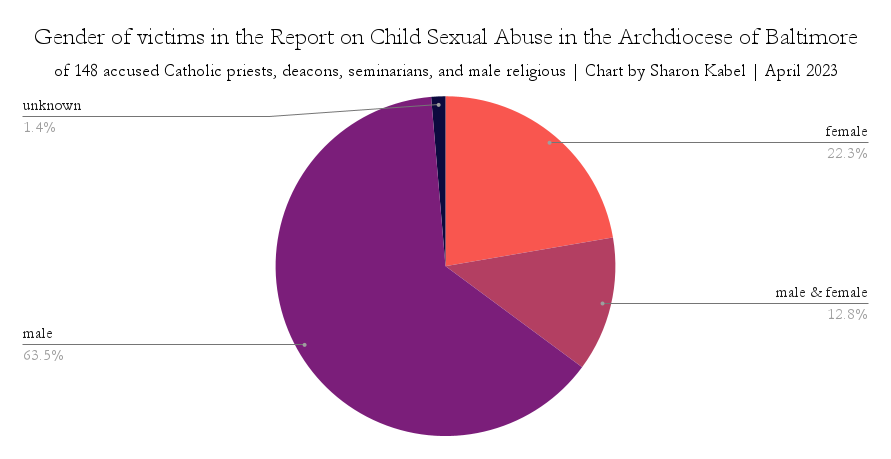 Gender of victims in the Report on Child Sexual Abuse in the Archdiocese of Baltimore
of 148 accused Catholic priests, deacons, seminarians, and male religious | Chart by Sharon Kabel | April 2023
unknown
1.4%
female
22.3%
male & female
12.8%
male
63.5%